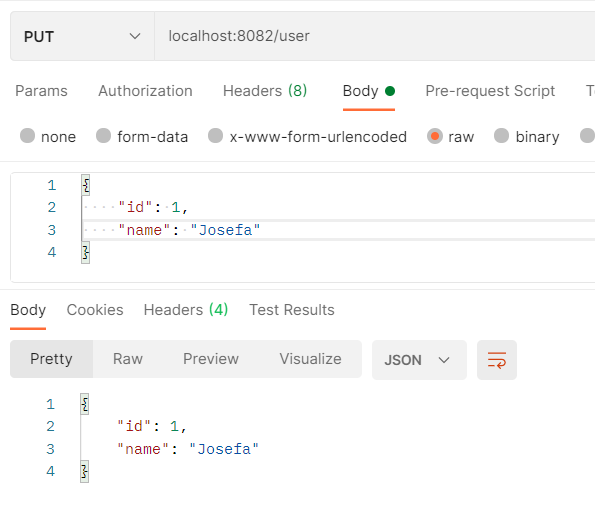 PUT localhost:8082/user
Params Authorization Headers (8) Body Pre-request Script T
none form-data x-www-form-urlencoded raw binary
1 {
2 "id": 1,
3 "name": "Josefa"
4 }
Body Cookies Headers (4) Test Results
Pretty Raw Preview Visualize JSON
1 {
2 "id": 1,
3 "name": "Josefa"
4 }